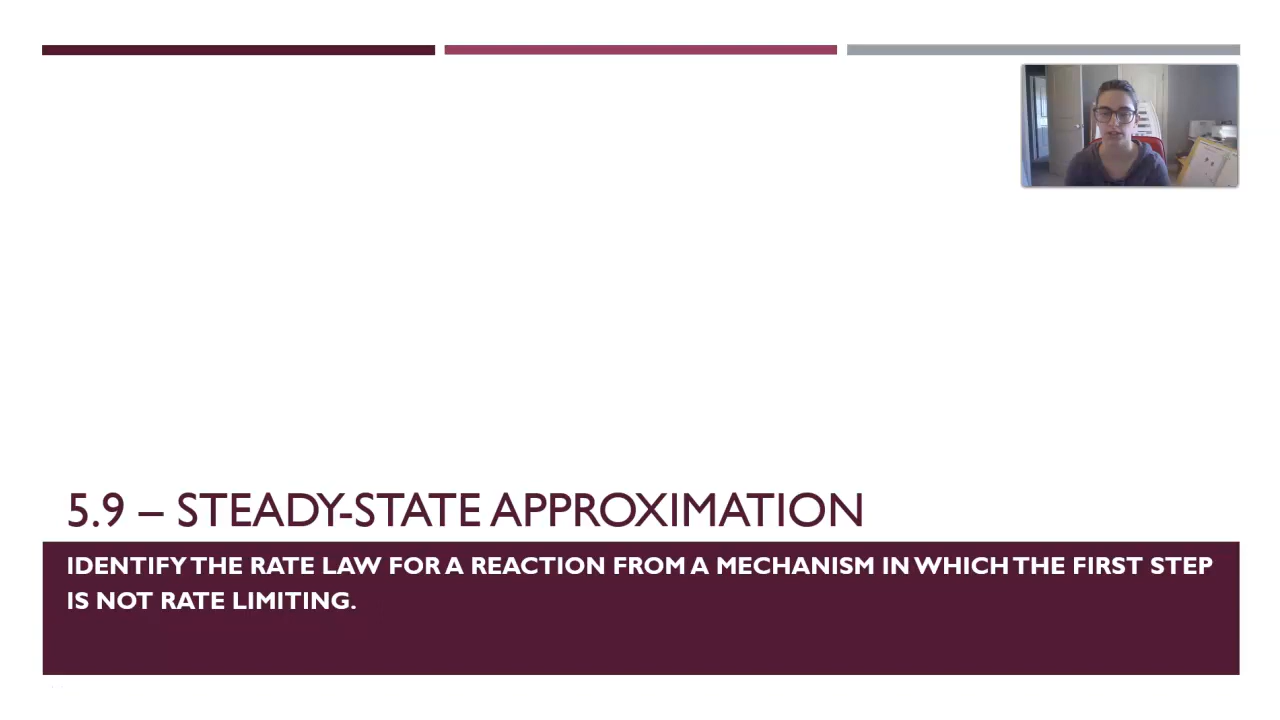 5.9 – STEADY-STATE APPROXIMATION
IDENTIFY THE RATE LAW FOR A REACTION FROM A MECHANISM IN WHICH THE FIRST STEP
IS NOT RATE LIMITING.